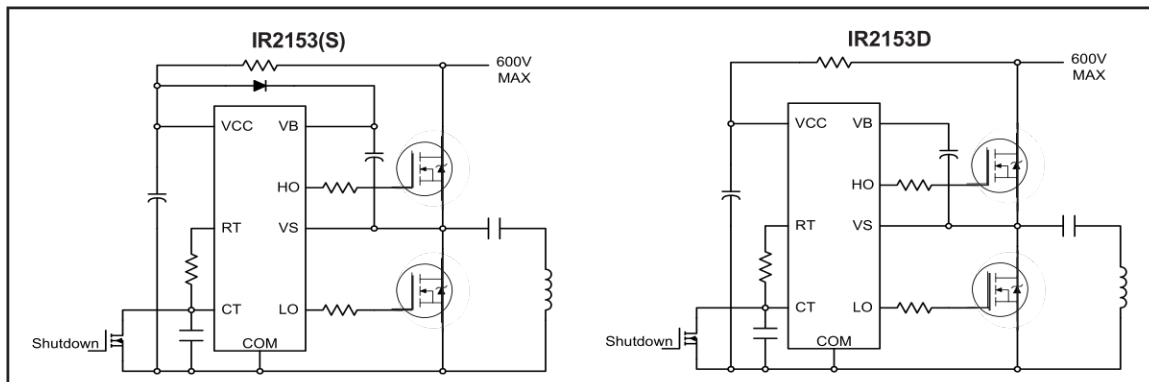 IR2153(S)
600V
MAX
VCC
VB
HO
RT
VS
CT
LO
COM
Shutdown
IR2153D
600V
MAX
VCC
VB
HO
RT
VS
CT
LO
COM
Shutdown